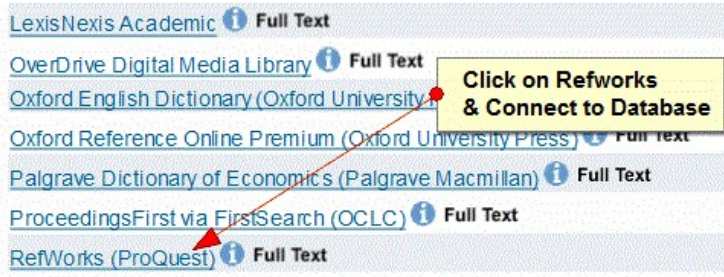 LexisNexis Academic i Full Text
OverDrive Digital Media Library i Full Text
Click on Refworks
& Connect to Database
Oxford English Dictionary (Oxford University
Oxford Reference Online Premium (Oxford University Press) i Full Text
Palgrave Dictionary of Economics (Palgrave Macmillan) i Full Text
ProceedingsFirst via FirstSearch (OCLC) i Full Text
RefWorks (ProQuest) i Full Text